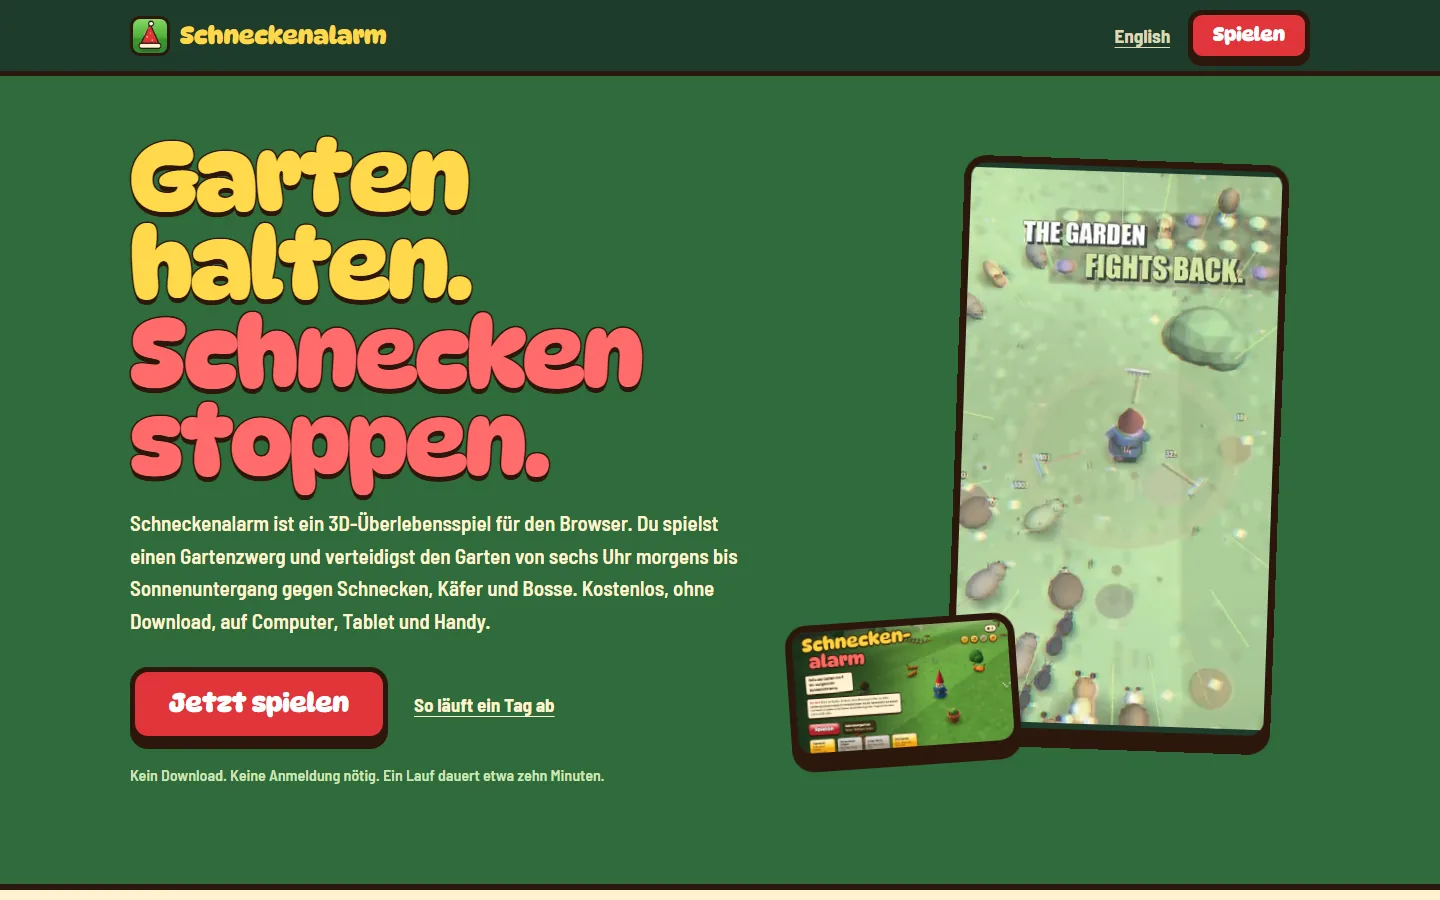 Schneckenalarm
English
Spielen
Garten
halten.
Schnecken
stoppen.
Schneckenalarm ist ein 3D-Überlebensspiel für den Browser. Du spielst
einen Gartenzwerg und verteidigst den Garten von sechs Uhr morgens bis
Sonnenuntergang gegen Schnecken, Käfer und Bosse. Kostenlos, ohne
Download, auf Computer, Tablet und Handy.
Jetzt spielen
So läuft ein Tag ab
Kein Download. Keine Anmeldung nötig. Ein Lauf dauert etwa zehn Minuten.
THE GARDEN
FIGHTS BACK.
Schnecken-
alarm
Spielen